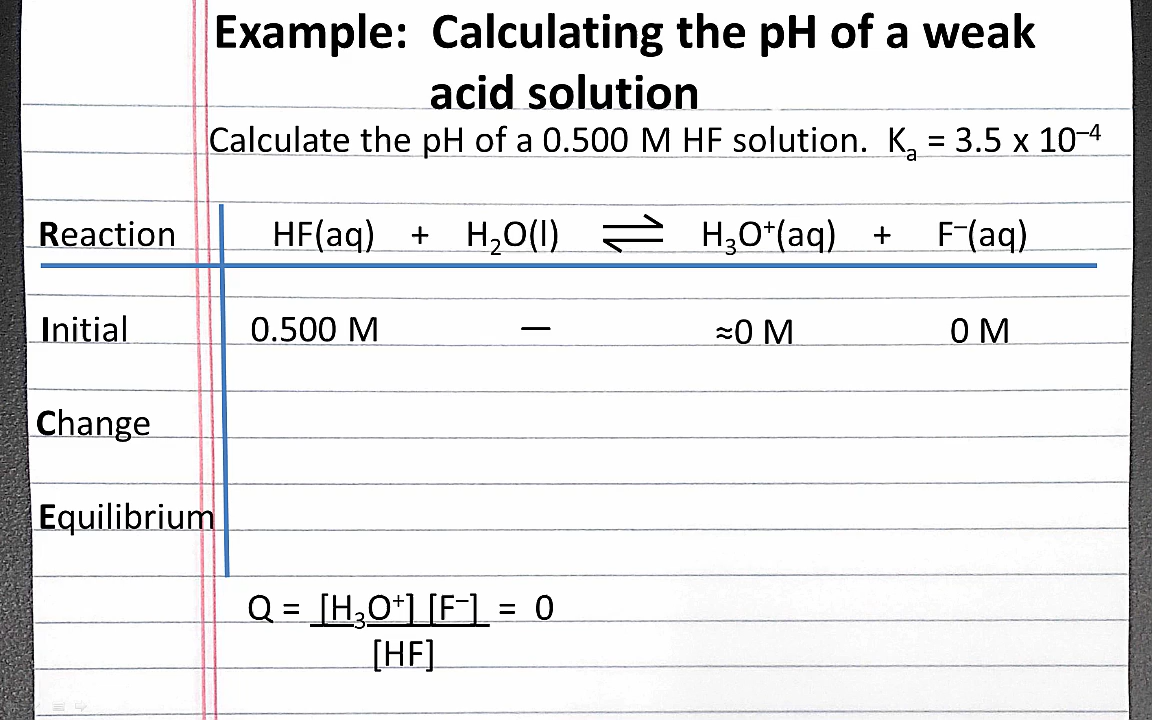 Example: Calculating the pH of a weak
acid solution
Calculate the pH of a 0.500 M HF solution. Kₐ = 3.5 x 10⁻⁴
Reaction HF(aq) + H₂O(l) ⇌ H₃O⁺(aq) + F⁻(aq)
Initial 0.500 M — ≈0 M 0 M
Change
Equilibrium
Q = [H₃O⁺] [F⁻] = 0
[HF]